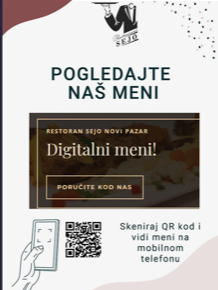 SEJO
POGLEDAJTE
NAŠ MENI
RESTORAN SEJO NOVI PAZAR
Digitalni meni!
PORUČITE KOD NAS
Skeniraj QR kod i
vidi meni na
mobilnom
telefonu